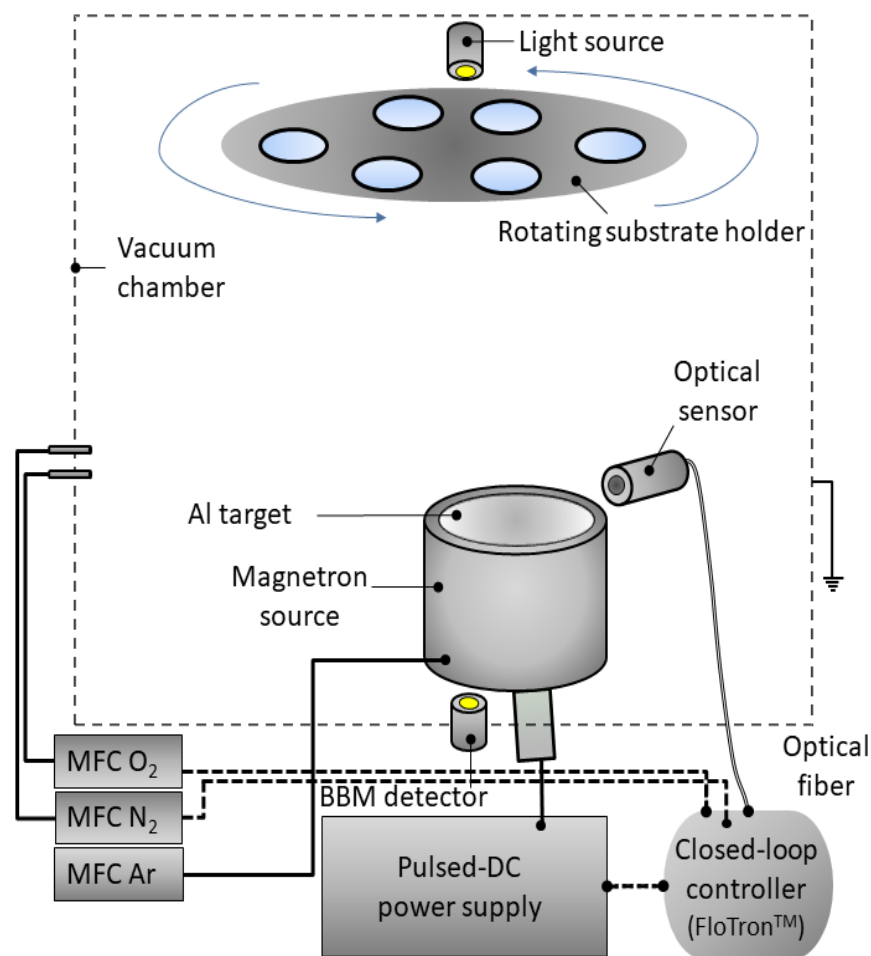 Light source
Rotating substrate holder
Vacuum
chamber
Optical
sensor
Al target
Magnetron
source
MFC O₂
MFC N₂
MFC Ar
BBM detector
Optical
fiber
Pulsed-DC
power supply
Closed-loop
controller
(FloTron™)